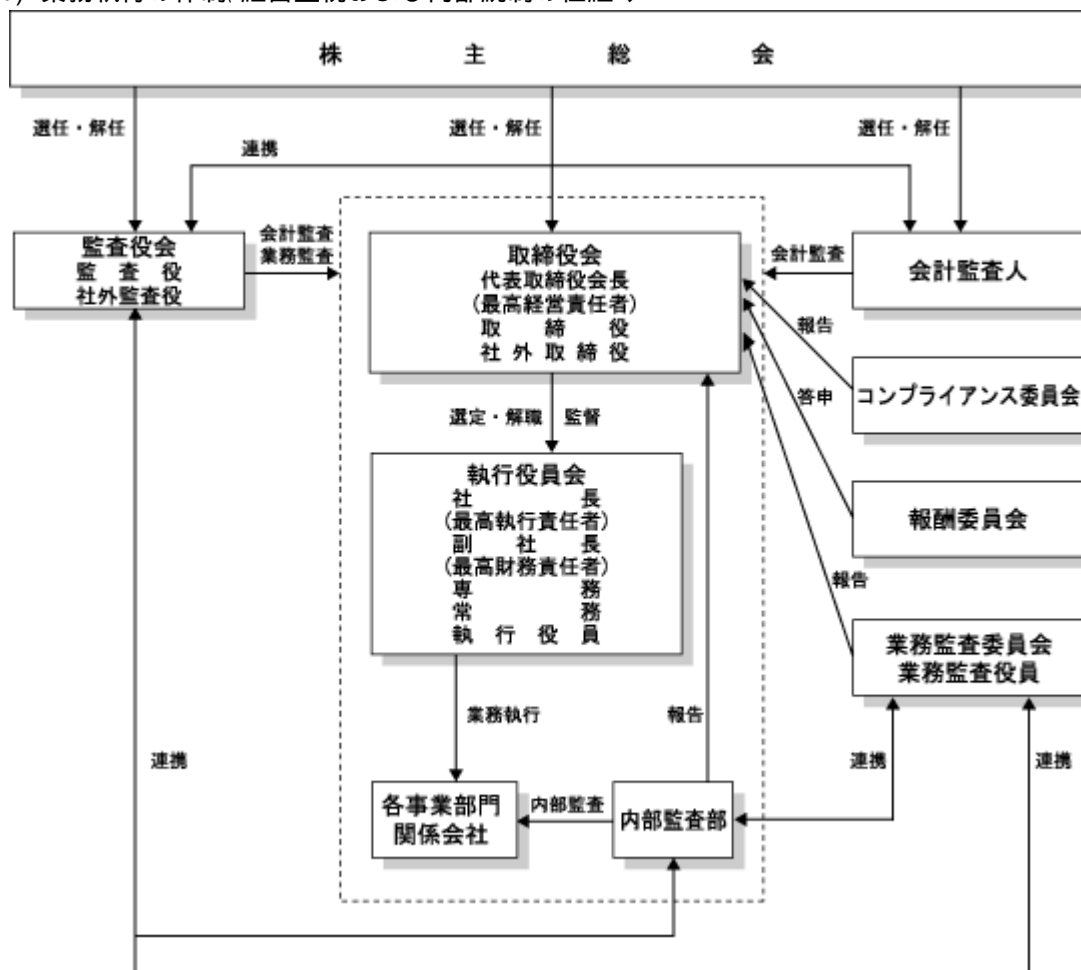 株主総会
選任・解任
選任・解任
選任・解任
連携
監査役会
監査役
社外監査役
会計監査
業務監査
取締役会
代表取締役会長
(最高経営責任者)
取締役
社外取締役
会計監査
会計監査人
報告
コンプライアンス委員会
答申
選定・解職
監督
執行役員会
社長
(最高執行責任者)
副社長
(最高財務責任者)
専務
常務
執行役員
報酬委員会
報告
業務監査委員会
業務監査役員
業務執行
報告
連携
連携
連携
各事業部門
関係会社
内部監査
内部監査部